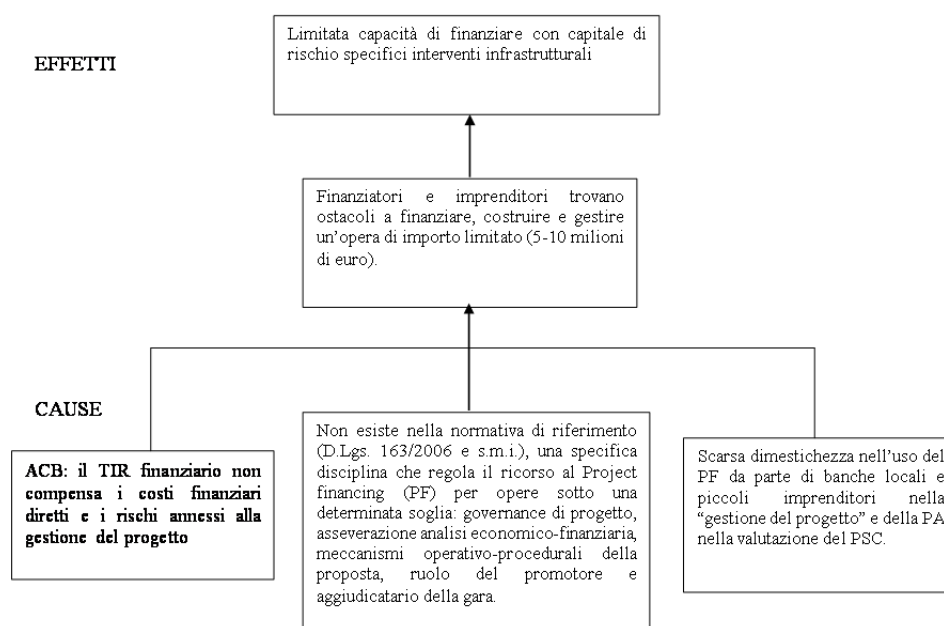 Limitata capacità di finanziare con capitale di
rischio specifici interventi infrastrutturali
EFFETTI
Finanziatori e imprenditori trovano
ostacoli a finanziare, costruire e gestire
un'opera di importo limitato (5-10 milioni
di euro).
CAUSE
ACB: il TIR finanziario non
compensa i costi finanziari
diretti e i rischi annessi alla
gestione del progetto
Non esiste nella normativa di riferimento
(D.Lgs. 163/2006 e s.m.i.), una specifica
disciplina che regola il ricorso al Project
financing (PF) per opere sotto una
determinata soglia: governance di progetto,
asseverazione analisi economico-finanziaria,
meccanismi operativo-procedurali della
proposta, ruolo del promotore e
aggiudicatario della gara.
Scarsa dimestichezza nell'uso del
PF da parte di banche locali e
piccoli imprenditori nella
“gestione del progetto” e della PA
nella valutazione del PSC.